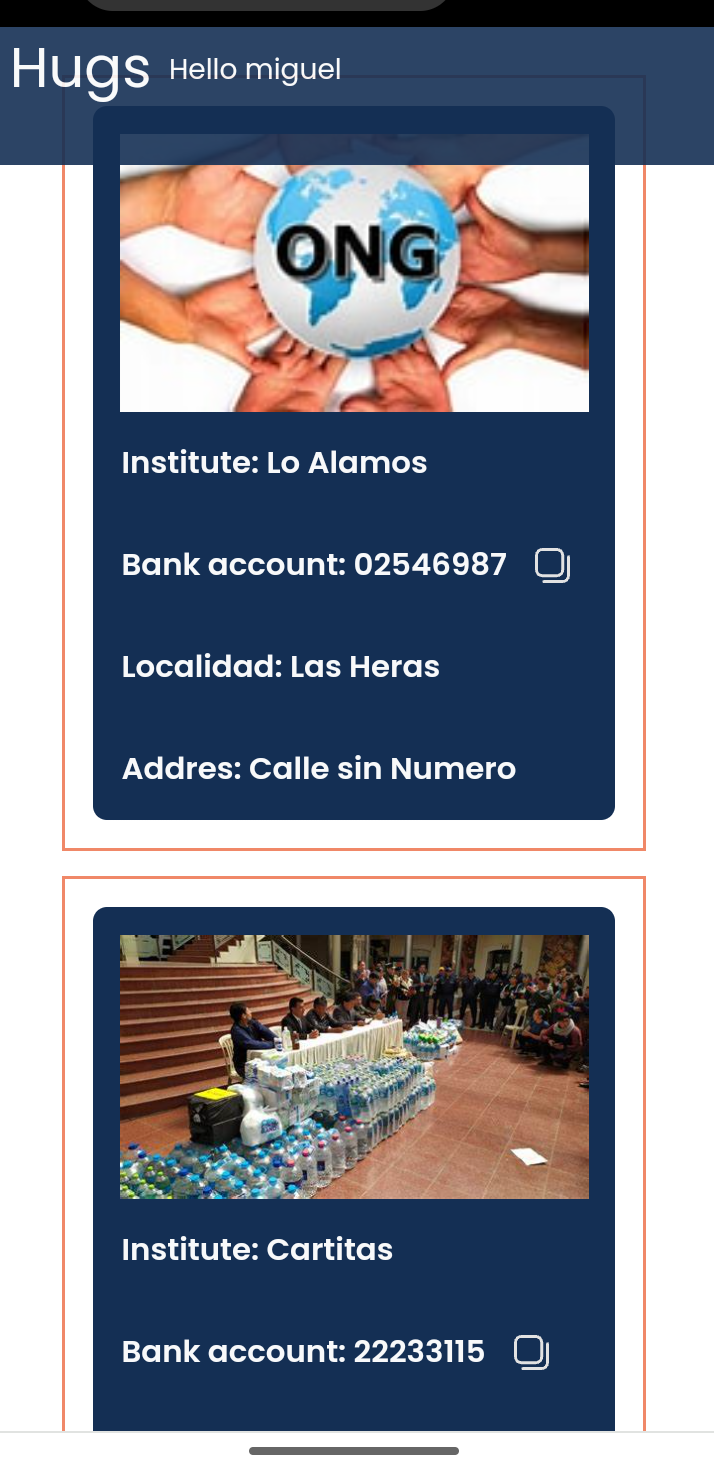 Hugs Hello miguel
ONG
Institute: Lo Alamos
Bank account: 02546987
Localidad: Las Heras
Addres: Calle sin Numero
Institute: Cartitas
Bank account: 22233115